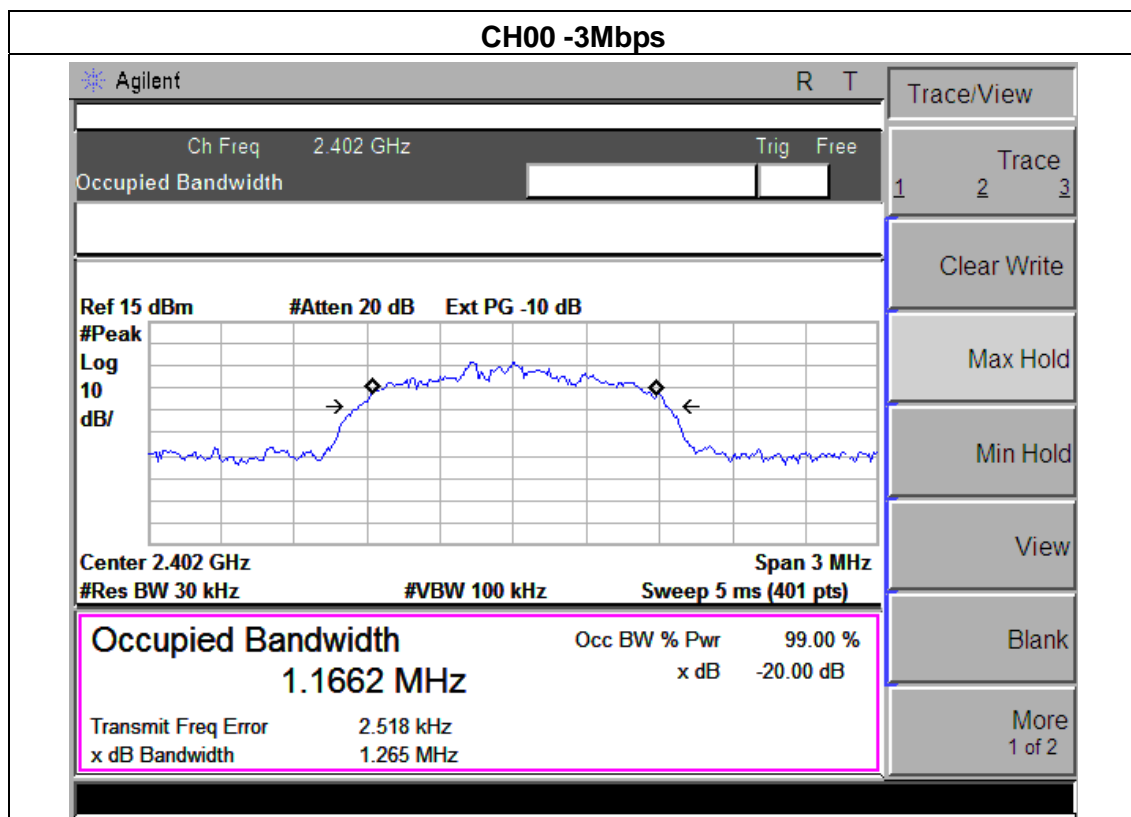 CH00 -3Mbps
Agilent
R T
Trace/View
Ch Freq 2.402 GHz
Trig Free
Occupied Bandwidth
Trace
1 2 3
Clear Write
Ref 15 dBm #Atten 20 dB Ext PG -10 dB
#Peak
Log
10
dB/
Max Hold
Min Hold
View
Center 2.402 GHz Span 3 MHz
#Res BW 30 kHz #VBW 100 kHz Sweep 5 ms (401 pts)
Occupied Bandwidth
1.1662 MHz
Occ BW % Pwr 99.00 %
x dB -20.00 dB
Transmit Freq Error 2.518 kHz
x dB Bandwidth 1.265 MHz
Blank
More
1 of 2